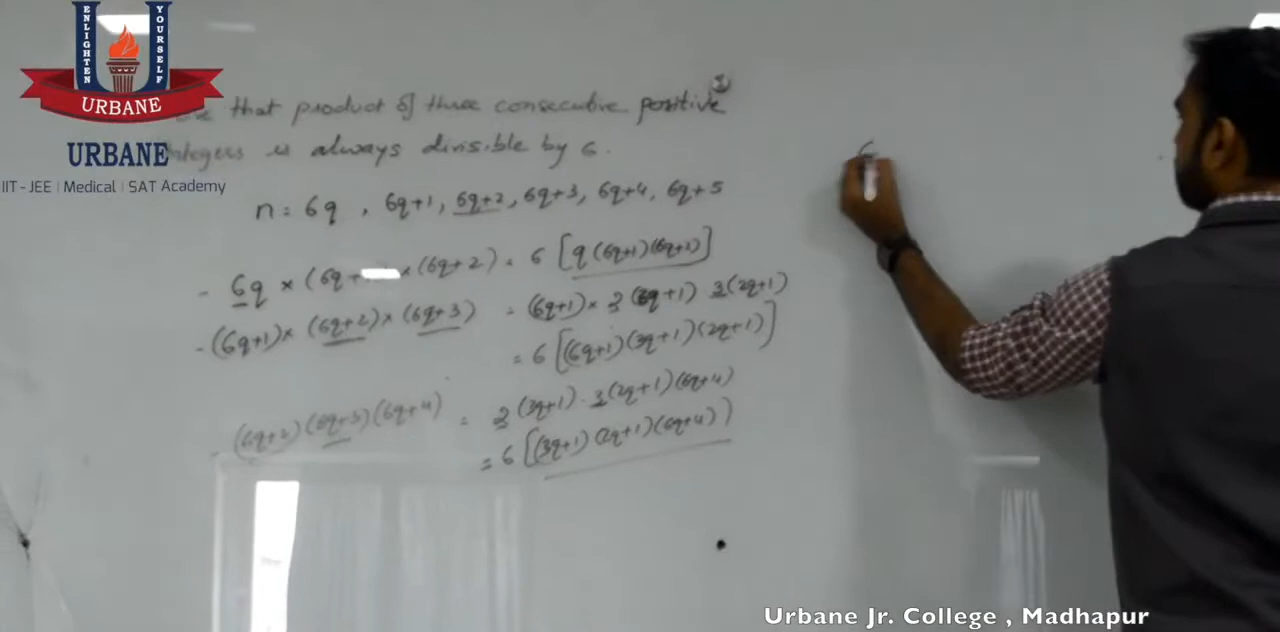 ENLIGHTEN YOURSELF
URBANE
URBANE
IIT - JEE | Medical | SAT Academy
that product of three consecutive positive
integers is always divisible by 6.
n = 6q , 6q+1, 6q+2, 6q+3, 6q+4, 6q+5
- 6q × (6q × (6q+2) = 6 [q(6q+1)(6q+2)]
- (6q+1) × (6q+2) × (6q+3) = (6q+1) × 2 (3q+1) 3 (2q+1)
= 6 [(6q+1)(3q+1)(2q+1)]
(6q+2)(6q+3)(6q+4) = 2 (3q+1) . 3 (2q+1)(6q+4)
= 6 [(3q+1)(2q+1)(6q+4)]
6
Urbane Jr. College , Madhapur